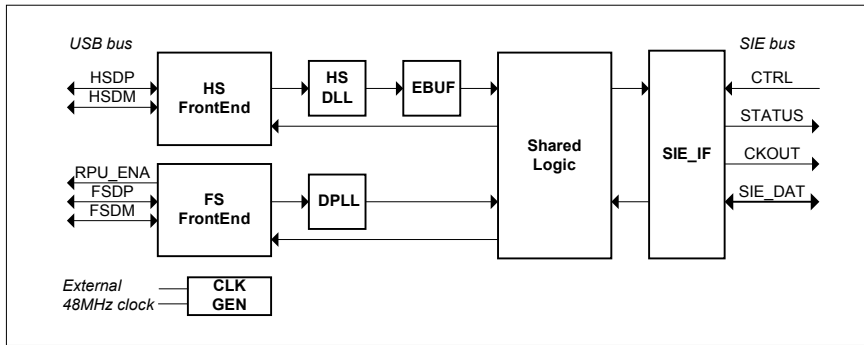 USB bus
SIE bus
HSDP
HSDM
HS
FrontEnd
HS
DLL
EBUF
Shared
Logic
SIE_IF
CTRL
STATUS
CKOUT
SIE_DAT
RPU_ENA
FSDP
FSDM
FS
FrontEnd
DPLL
External
48MHz clock
CLK
GEN